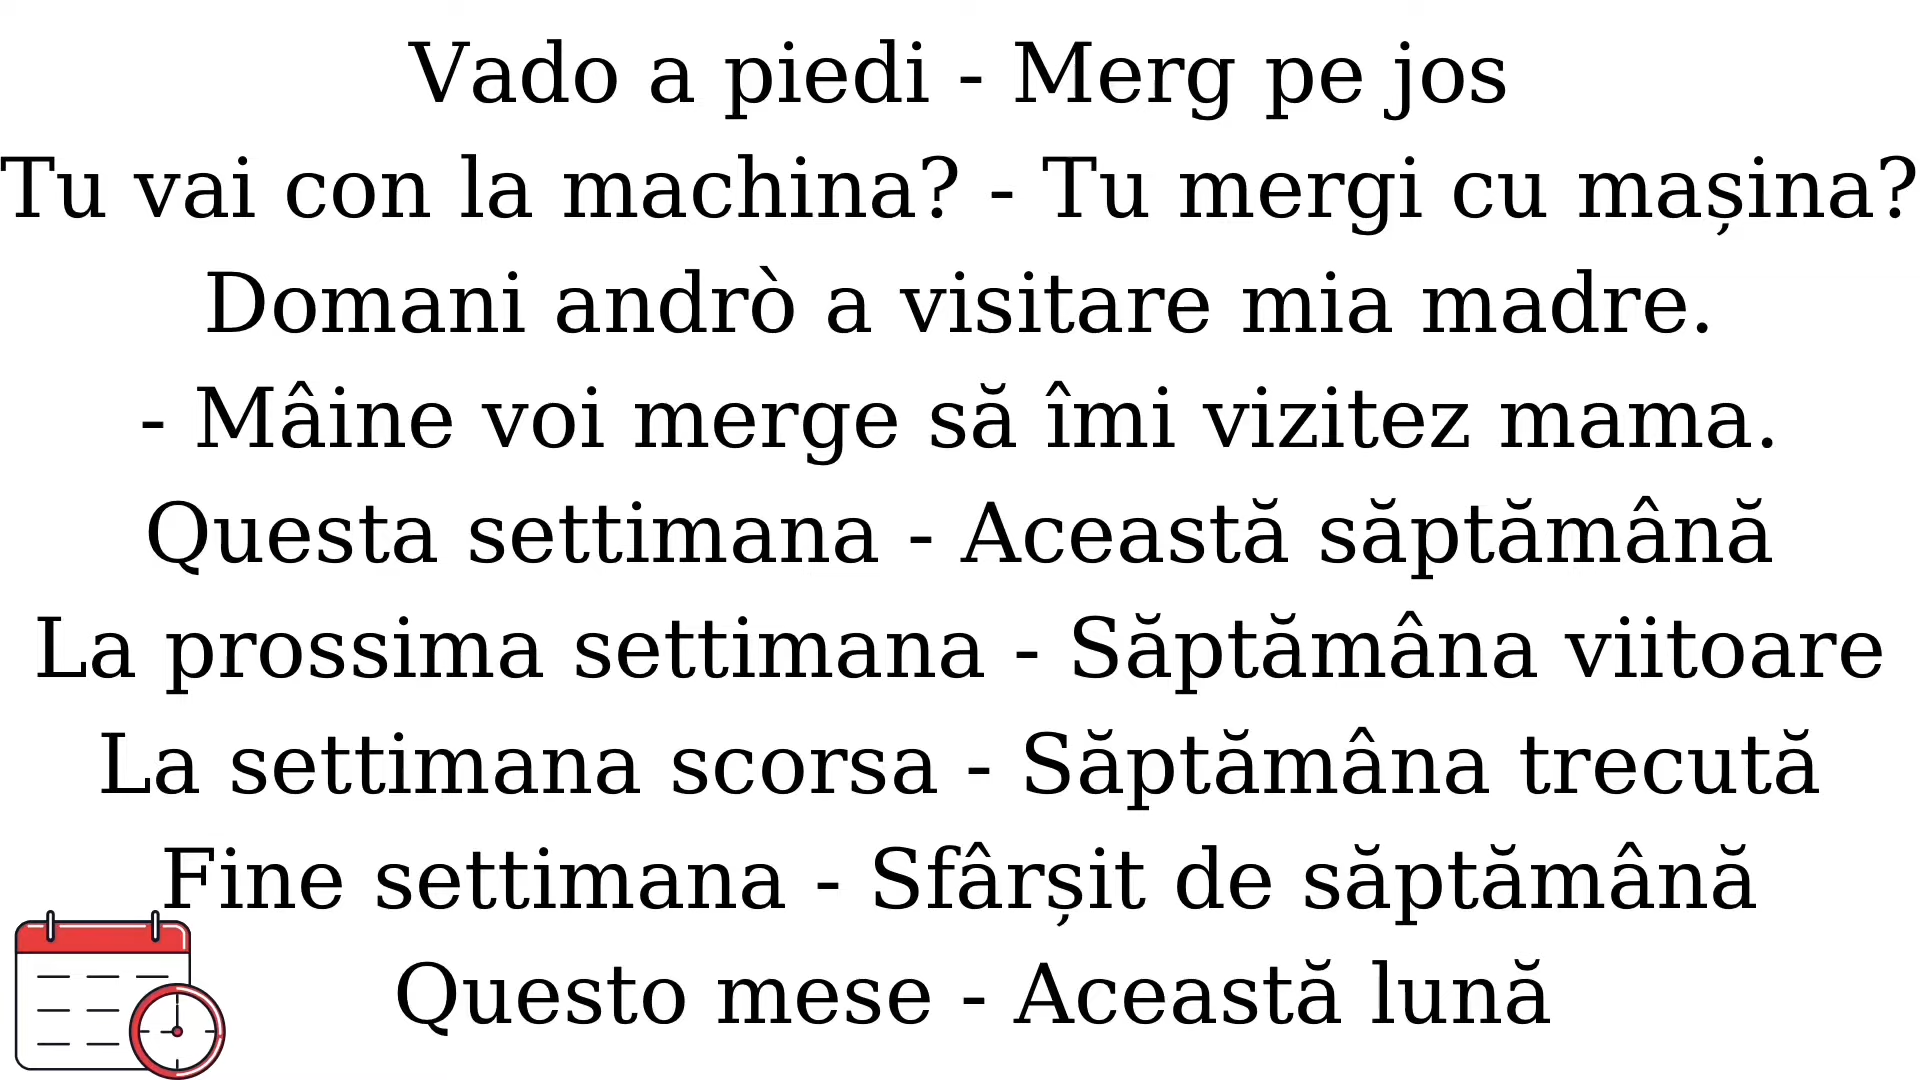 Vado a piedi - Merg pe jos
Tu vai con la machina? - Tu mergi cu mașina?
Domani andrò a visitare mia madre.
- Mâine voi merge să îmi vizitez mama.
Questa settimana - Această săptămână
La prossima settimana - Săptămâna viitoare
La settimana scorsa - Săptămâna trecută
Fine settimana - Sfârșit de săptămână
Questo mese - Această lună